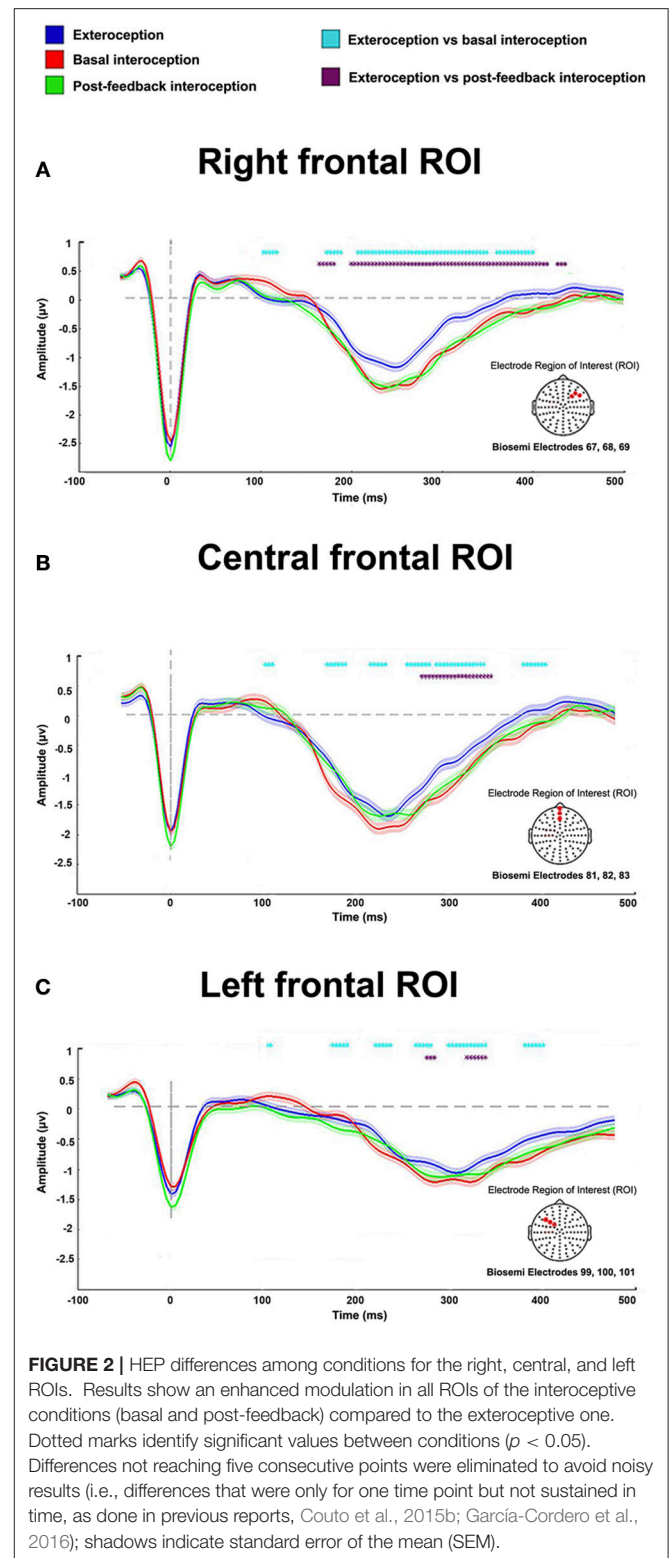 Exteroception
Basal interoception
Post-feedback interoception
Exteroception vs basal interoception
Exteroception vs post-feedback interoception
A
Right frontal ROI
1
0.5
0
-0.5
-1
-1.5
-2
-2.5
Amplitude (μv)
-100
0
100
200
300
400
500
Time (ms)
Electrode Region of Interest (ROI)
Biosemi Electrodes 67, 68, 69
B
Central frontal ROI
1
0.5
0
-0.5
-1
-1.5
-2
-2.5
Amplitude (μv)
-100
0
100
200
300
400
500
Time (ms)
Electrode Region of Interest (ROI)
Biosemi Electrodes 81, 82, 83
C
Left frontal ROI
1
0.5
0
-0.5
-1
-1.5
-2
-2.5
Amplitude (μv)
-100
0
100
200
300
400
500
Time (ms)
Electrode Region of Interest (ROI)
Biosemi Electrodes 99, 100, 101
FIGURE 2 | HEP differences among conditions for the right, central, and left
ROIs. Results show an enhanced modulation in all ROIs of the interoceptive
conditions (basal and post-feedback) compared to the exteroceptive one.
Dotted marks identify significant values between conditions (p < 0.05).
Differences not reaching five consecutive points were eliminated to avoid noisy
results (i.e., differences that were only for one time point but not sustained in
time, as done in previous reports, Couto et al., 2015b; García-Cordero et al.,
2016); shadows indicate standard error of the mean (SEM).